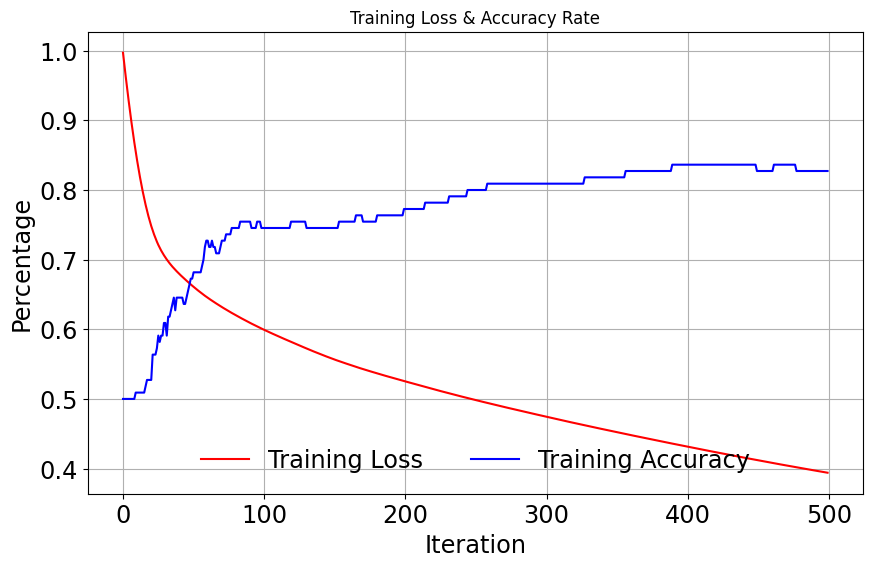 Training Loss & Accuracy Rate
1.0
0.9
0.8
0.7
0.6
0.5
0.4
Percentage
Training Loss
Training Accuracy
0
100
200
300
400
500
Iteration